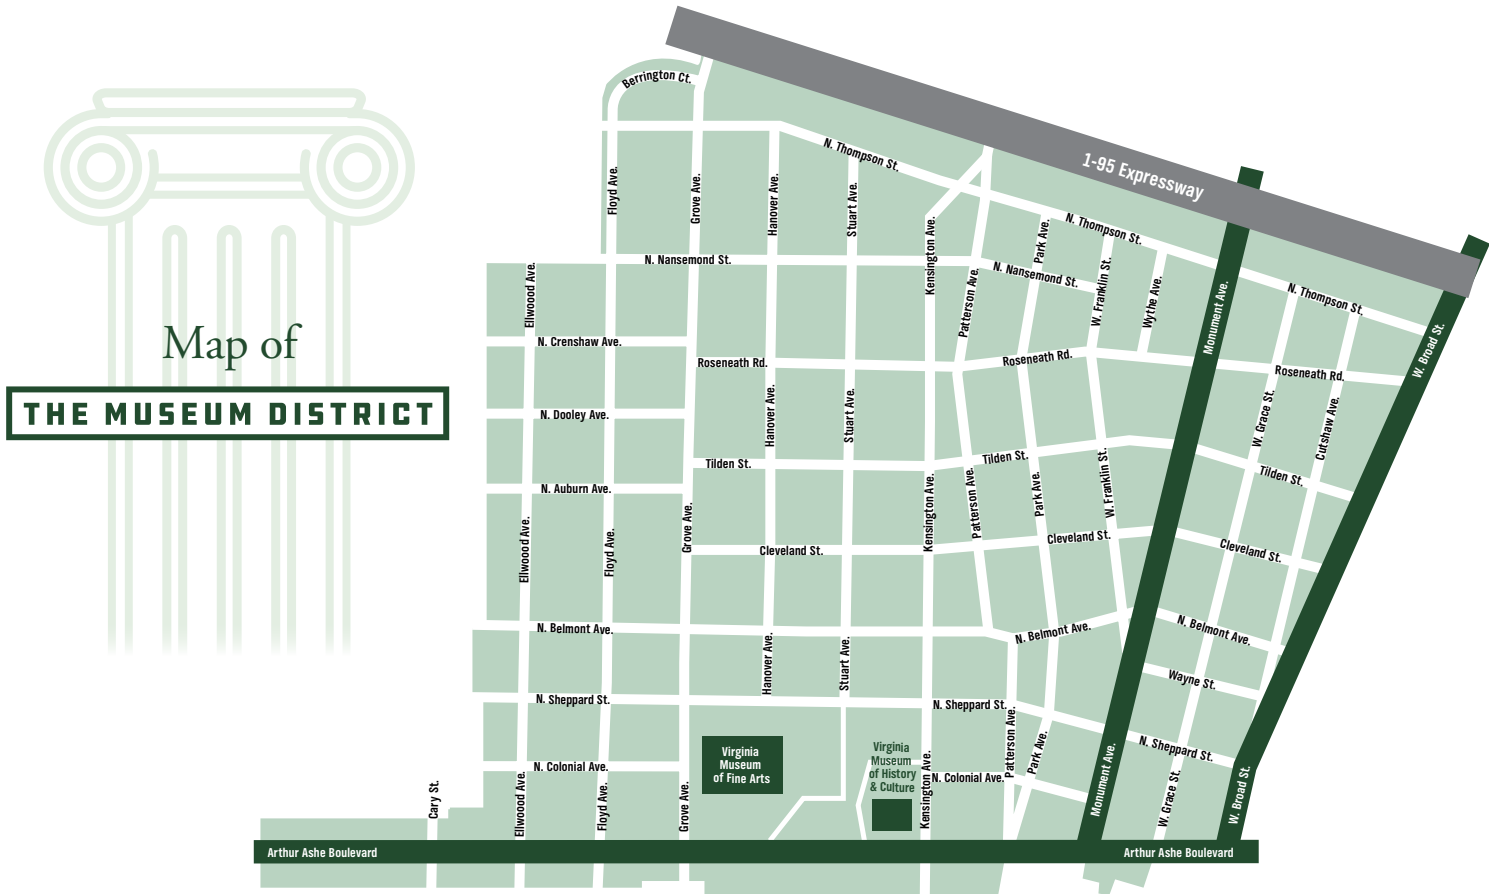 Map of
THE MUSEUM DISTRICT
1-95 Expressway
Berrington Ct.
N. Thompson St.
N. Thompson St.
N. Thompson St.
Floyd Ave.
Grove Ave.
Hanover Ave.
Stuart Ave.
Kensington Ave.
Park Ave.
Patterson Ave.
W. Franklin St.
Wythe Ave.
Monument Ave.
W. Broad St.
N. Nansemond St.
N. Nansemond St.
Ellwood Ave.
N. Crenshaw Ave.
Roseneath Rd.
Roseneath Rd.
Roseneath Rd.
N. Dooley Ave.
Hanover Ave.
Stuart Ave.
W. Grace St.
Cutshaw Ave.
Tilden St.
Tilden St.
Tilden St.
N. Auburn Ave.
Ellwood Ave.
Floyd Ave.
Grove Ave.
Kensington Ave.
Patterson Ave.
Park Ave.
W. Franklin St.
Cleveland St.
Cleveland St.
Cleveland St.
N. Belmont Ave.
N. Belmont Ave.
N. Belmont Ave.
Hanover Ave.
Stuart Ave.
Wayne St.
N. Sheppard St.
N. Sheppard St.
N. Sheppard St.
Virginia
Museum
of Fine Arts
Virginia
Museum
of History
& Culture
N. Colonial Ave.
N. Colonial Ave.
Cary St.
Ellwood Ave.
Floyd Ave.
Grove Ave.
Kensington Ave.
Patterson Ave.
Park Ave.
Monument Ave.
W. Grace St.
W. Broad St.
Arthur Ashe Boulevard
Arthur Ashe Boulevard